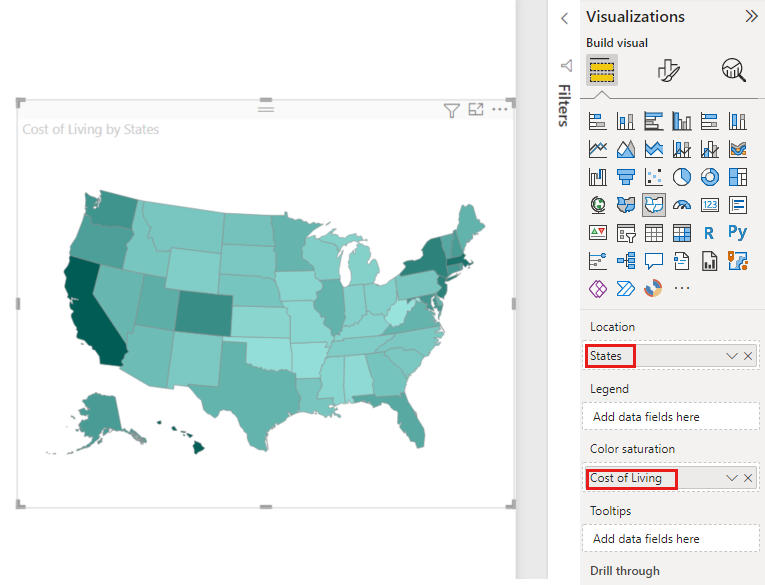 Cost of Living by States
Filters
Visualizations
Build visual
123
R
Py
Location
States
Legend
Add data fields here
Color saturation
Cost of Living
Tooltips
Add data fields here
Drill through